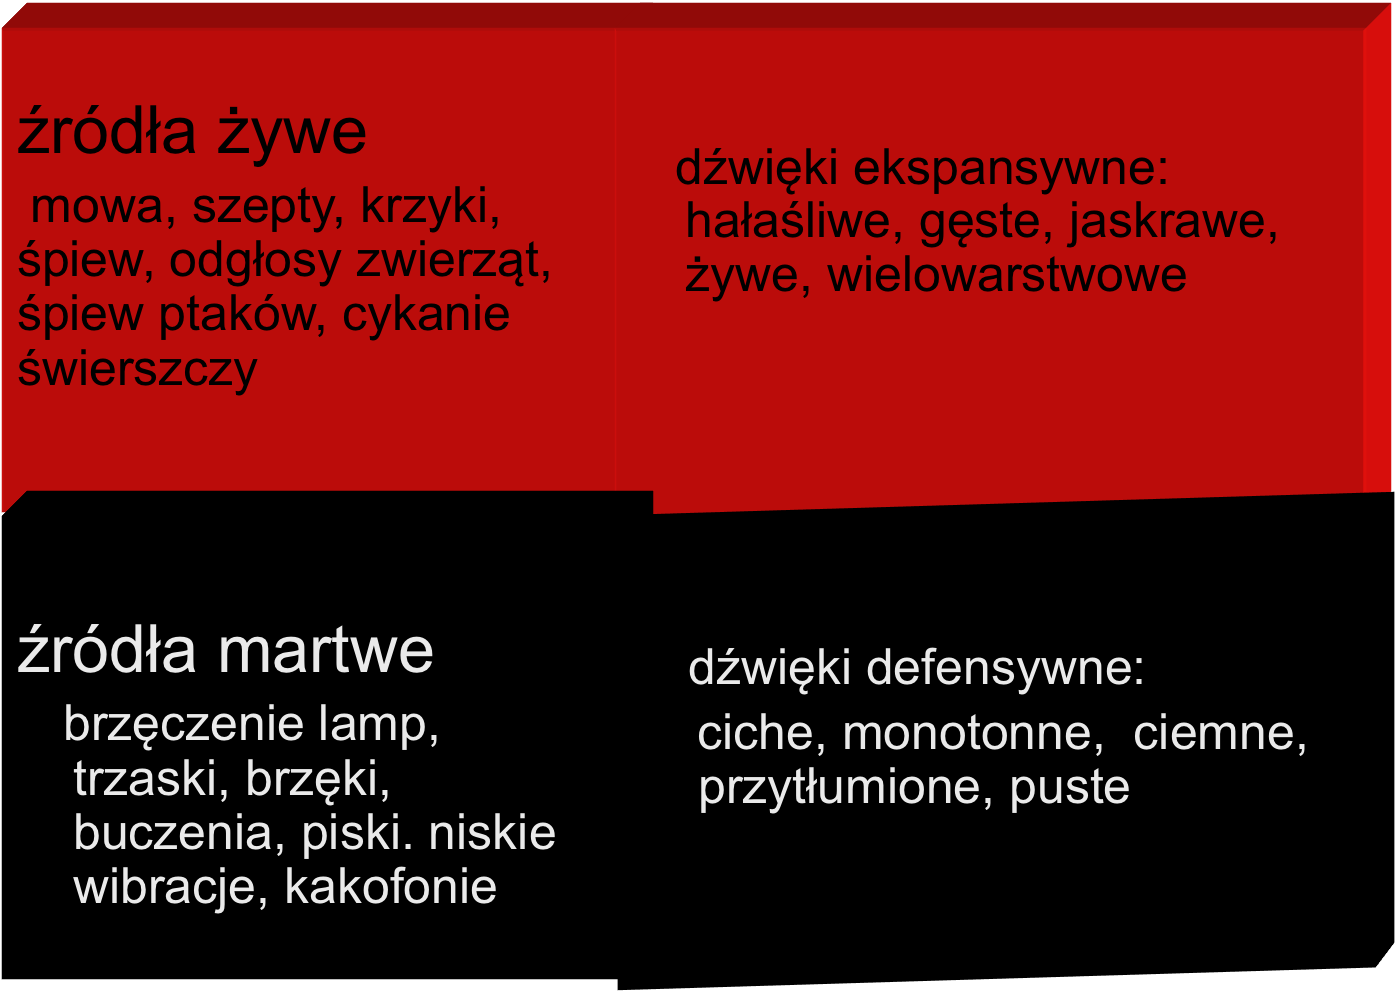 źródła żywe
mowa, szepty, krzyki,
śpiew, odgłosy zwierząt,
śpiew ptaków, cykanie
świerszczy
dźwięki ekspansywne:
hałaśliwe, gęste, jaskrawe,
żywe, wielowarstwowe
źródła martwe
brzęczenie lamp,
trzaski, brzęki,
buczenia, piski. niskie
wibracje, kakofonie
dźwięki defensywne:
ciche, monotonne, ciemne,
przytłumione, puste